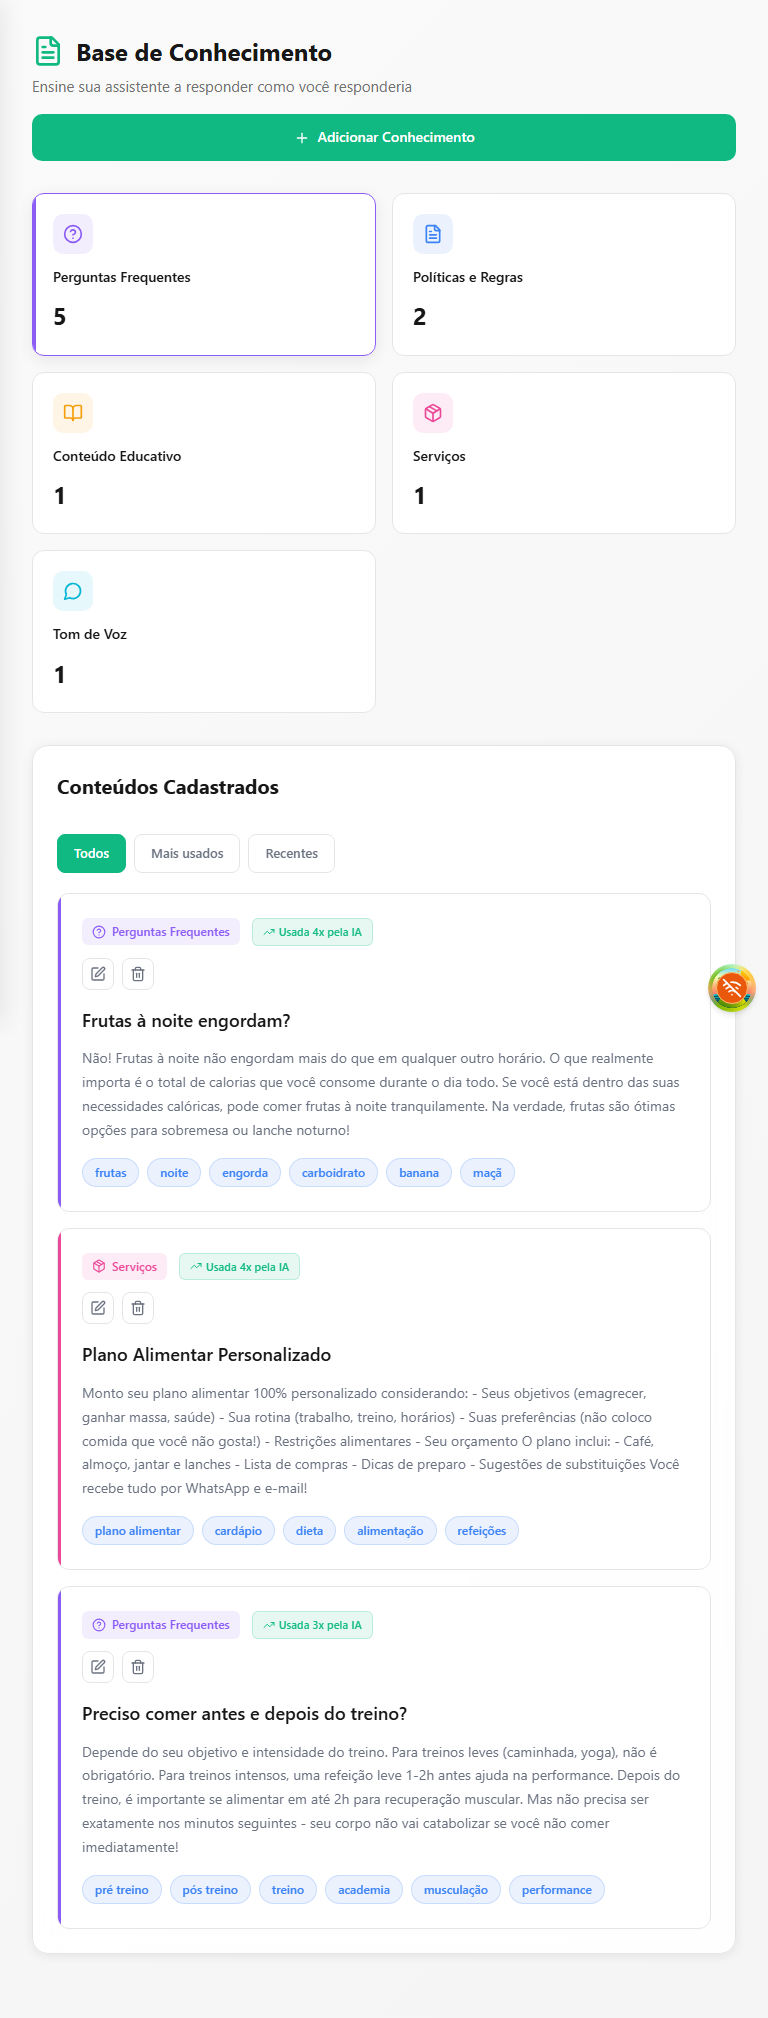 Base de Conhecimento
Ensine sua assistente a responder como você responderia
Adicionar Conhecimento
Perguntas Frequentes
5
Políticas e Regras
2
Conteúdo Educativo
1
Serviços
1
Tom de Voz
1
Conteúdos Cadastrados
Todos
Mais usados
Recentes
Perguntas Frequentes
Usada 4x pela IA
Frutas à noite engordam?
Não! Frutas à noite não engordam mais do que em qualquer outro horário. O que realmente
importa é o total de calorias que você consome durante o dia todo. Se você está dentro das suas
necessidades calóricas, pode comer frutas à noite tranquilamente. Na verdade, frutas são ótimas
opções para sobremesa ou lanche noturno!
frutas
noite
engorda
carboidrato
banana
maçã
Serviços
Usada 4x pela IA
Plano Alimentar Personalizado
Monto seu plano alimentar 100% personalizado considerando: - Seus objetivos (emagrecer,
ganhar massa, saúde) - Sua rotina (trabalho, treino, horários) - Suas preferências (não coloco
comida que você não gosta!) - Restrições alimentares - Seu orçamento O plano inclui: - Café,
almoço, jantar e lanches - Lista de compras - Dicas de preparo - Sugestões de substituições Você
recebe tudo por WhatsApp e e-mail!
plano alimentar
cardápio
dieta
alimentação
refeições
Perguntas Frequentes
Usada 3x pela IA
Preciso comer antes e depois do treino?
Depende do seu objetivo e intensidade do treino. Para treinos leves (caminhada, yoga), não é
obrigatório. Para treinos intensos, uma refeição leve 1-2h antes ajuda na performance. Depois do
treino, é importante se alimentar em até 2h para recuperação muscular. Mas não precisa ser
exatamente nos minutos seguintes - seu corpo não vai catabolizar se você não comer
imediatamente!
pré treino
pós treino
treino
academia
musculação
performance